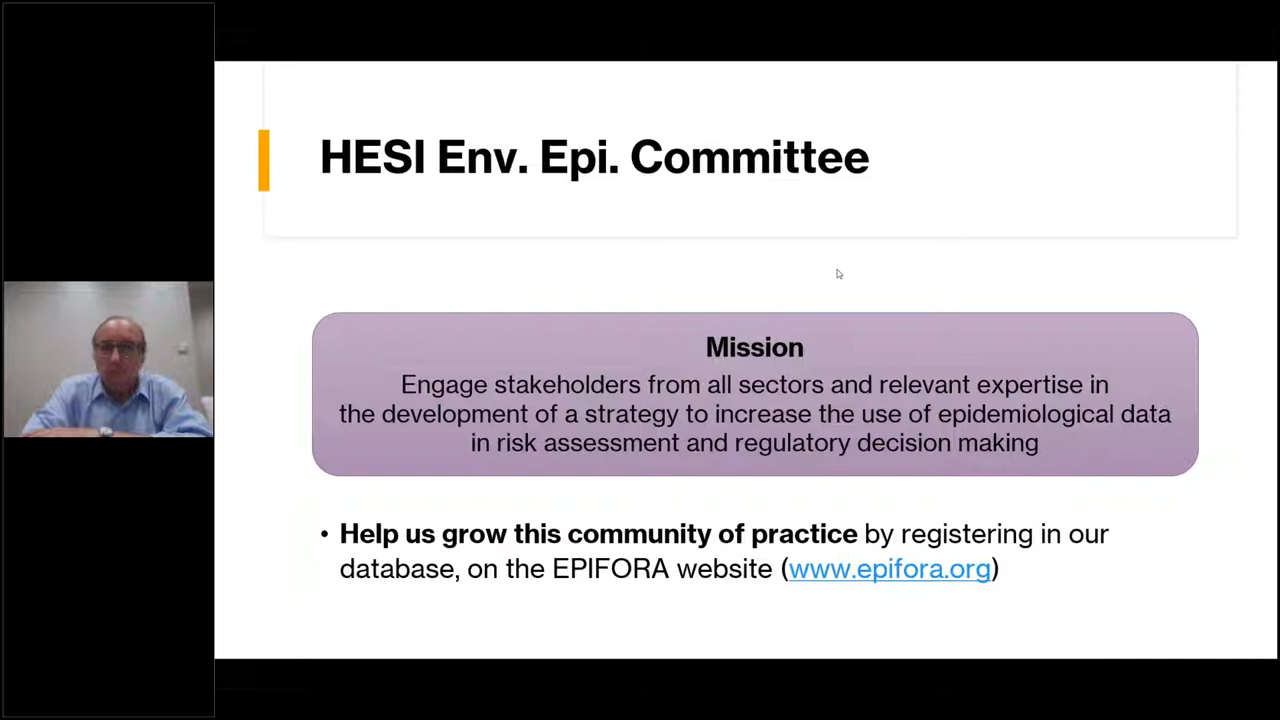 HESI Env. Epi. Committee
Mission
Engage stakeholders from all sectors and relevant expertise in
the development of a strategy to increase the use of epidemiological data
in risk assessment and regulatory decision making
• Help us grow this community of practice by registering in our
database, on the EPIFORA website (www.epifora.org)